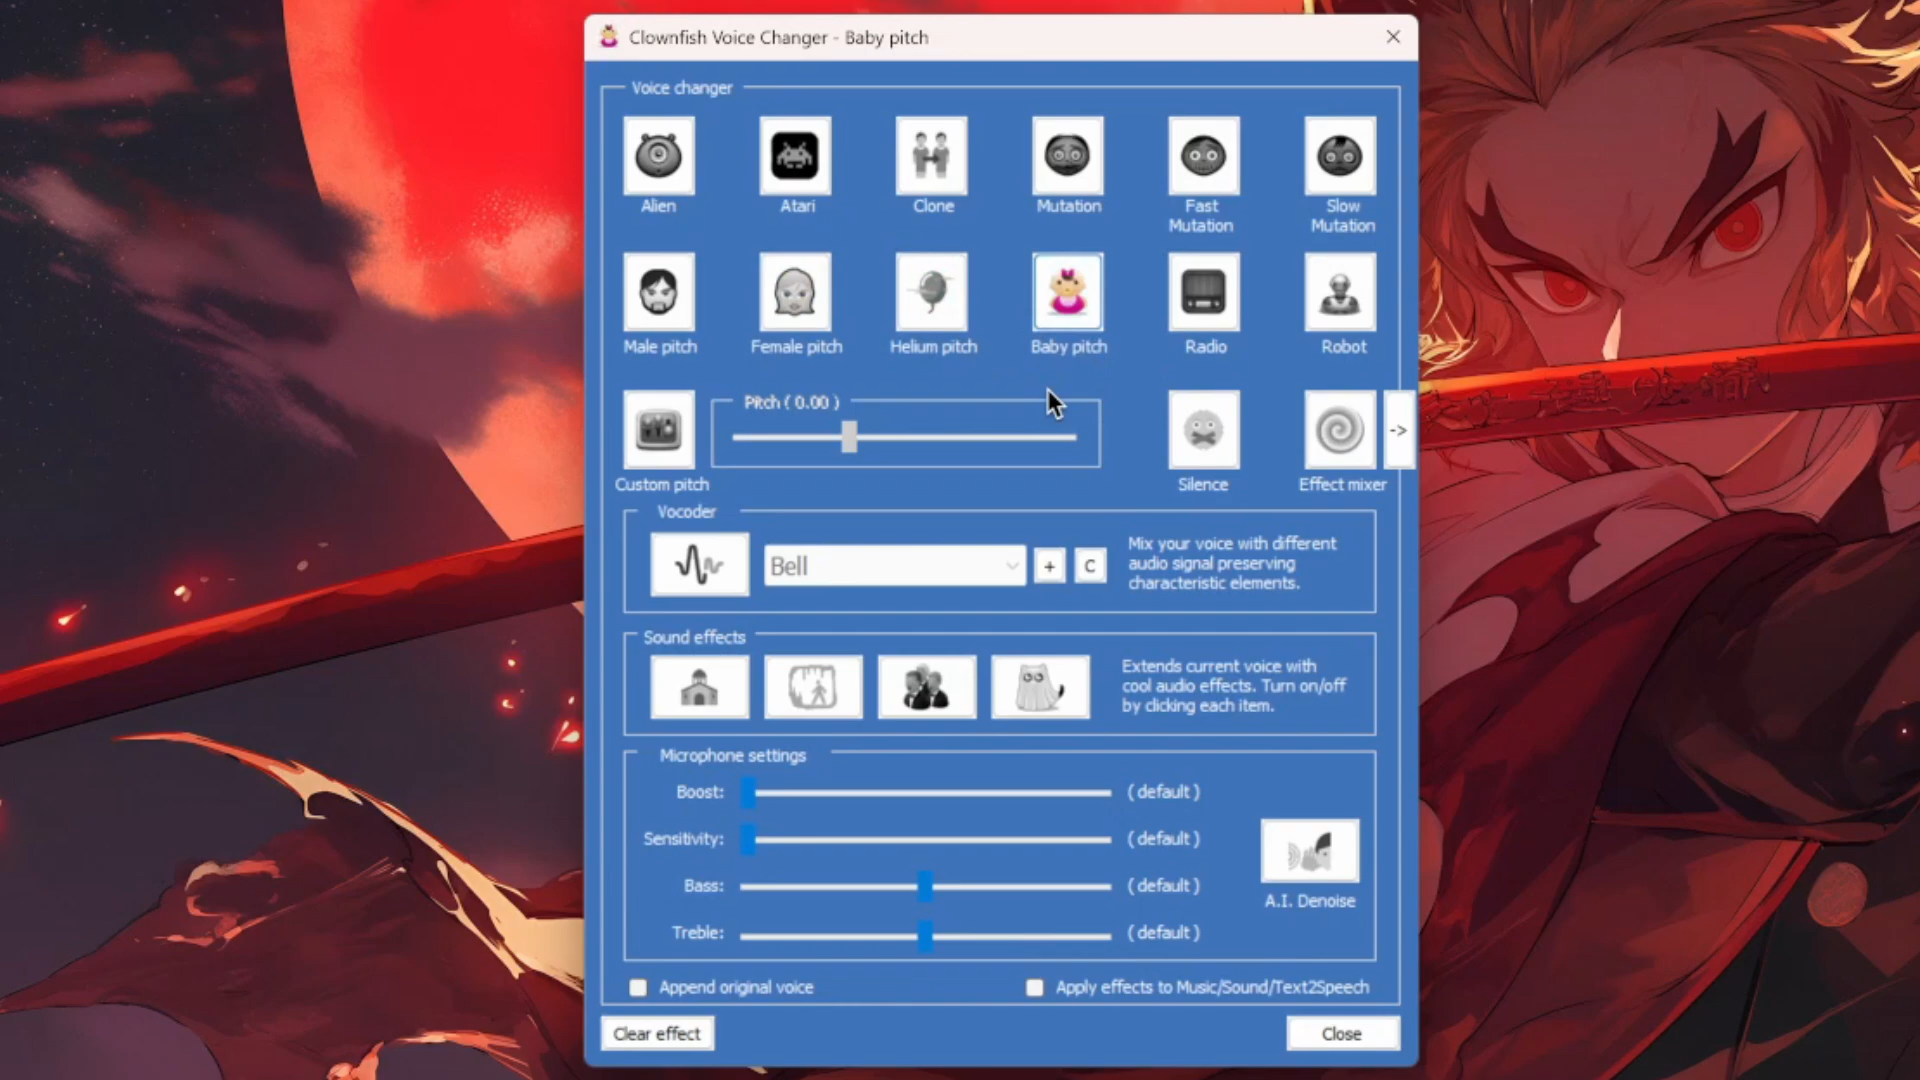 Clownfish Voice Changer - Baby pitch
Voice changer
Alien
Atari
Clone
Mutation
Fast
Mutation
Slow
Mutation
Male pitch
Female pitch
Helium pitch
Baby pitch
Radio
Robot
Pitch ( 0.00 )
->
Custom pitch
Silence
Effect mixer
Vocoder
Bell
+
C
Mix your voice with different
audio signal preserving
characteristic elements.
Sound effects
Extends current voice with
cool audio effects. Turn on/off
by clicking each item.
Microphone settings
Boost:
( default )
Sensitivity:
( default )
Bass:
( default )
A.I. Denoise
Treble:
( default )
Append original voice
Apply effects to Music/Sound/Text2Speech
Clear effect
Close